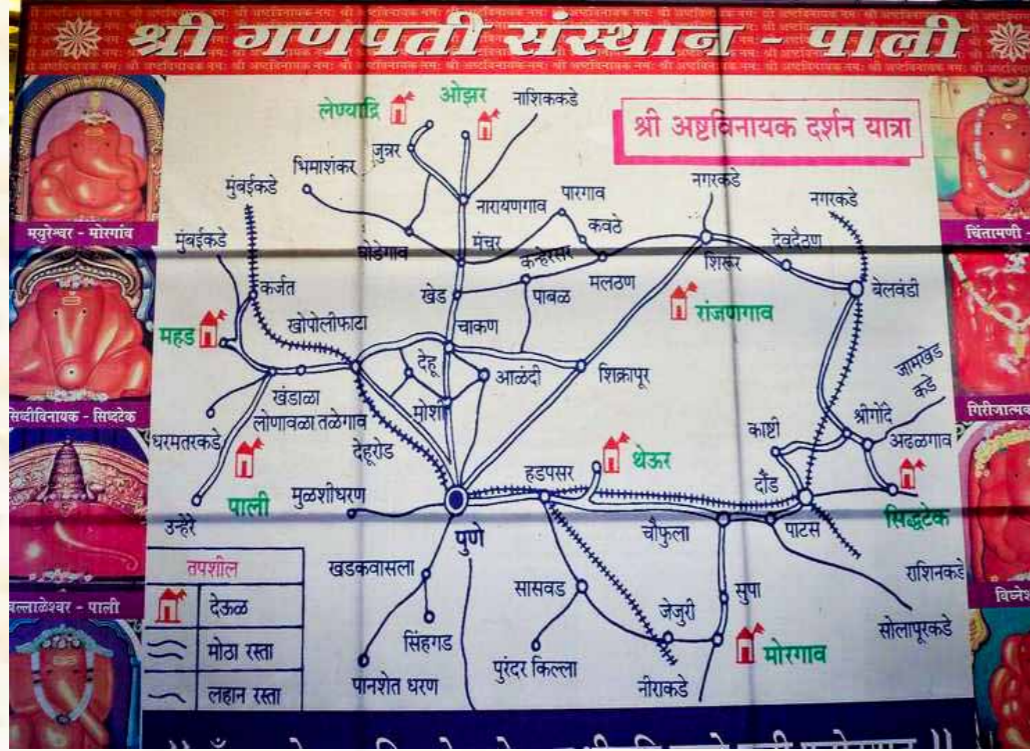 श्री गणपती संस्थान - पाली
श्री अष्टविनायक दर्शन यात्रा
लेण्याद्रि
ओझर
नाशिककडे
जुन्नर
भिमाशंकर
मुंबईकडे
नारायणगाव
पारगाव
नगरकडे
नगरकडे
मयुरेश्वर - मोरगांव
चिंतामणी -
मुंबईकडे
घोडेगाव
मंचर
कवठे
कन्हेरसर
मलठण
शिरूर
देवदैठण
बेलवंडी
कर्जत
खेड
पाबळ
रांजणगाव
महड
खोपोलीफाटा
चाकण
देहू
आळंदी
शिक्रापूर
जामखेड
कडे
खंडाळा
लोणावळा तळेगाव
मोशी
श्रीगोंदे
सिध्दीविनायक - सिध्दटेक
गिरीजात्म
धरमतरकडे
देहूरोड
काष्टी
अढळगाव
पाली
मुळशीधरण
हडपसर
थेऊर
दौंड
सिद्धटेक
उन्हेरे
पुणे
चौफुला
पाटस
तपशील
खडकवासला
सासवड
सुपा
राशिनकडे
बल्लाळेश्वर - पाली
विघ्नेश
देऊळ
सोलापूरकडे
सिंहगड
जेजुरी
मोठा रस्ता
मोरगाव
पुरंदर किल्ला
लहान रस्ता
पानशेत धरण
नीराकडे